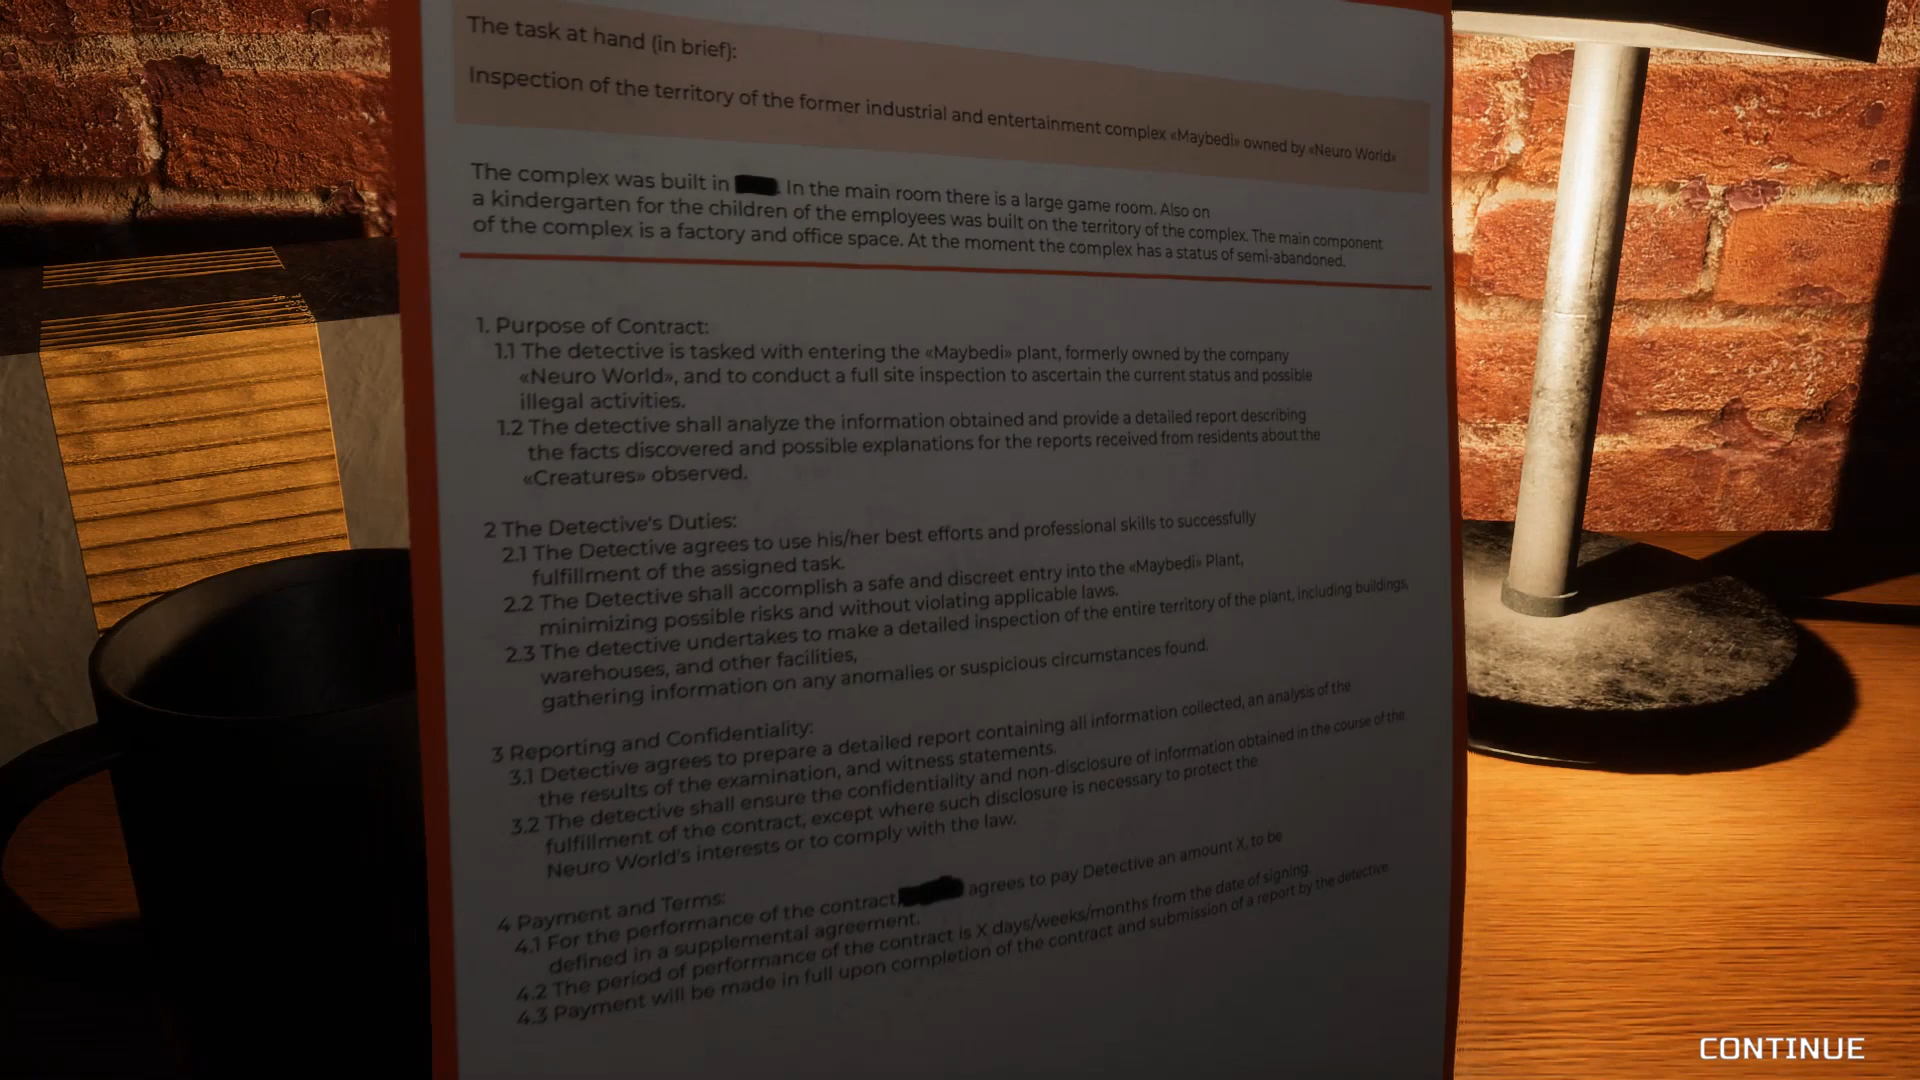 The task at hand (in brief):
Inspection of the territory of the former industrial and entertainment complex «Maybedi» owned by «Neuro World»
The complex was built in . In the main room there is a large game room. Also on
a kindergarten for the children of the employees was built on the territory of the complex. The main component
of the complex is a factory and office space. At the moment the complex has a status of semi-abandoned.
1. Purpose of Contract:
1.1 The detective is tasked with entering the «Maybedi» plant, formerly owned by the company
«Neuro World», and to conduct a full site inspection to ascertain the current status and possible
illegal activities.
1.2 The detective shall analyze the information obtained and provide a detailed report describing
the facts discovered and possible explanations for the reports received from residents about the
«Creatures» observed.
2 The Detective's Duties:
2.1 The Detective agrees to use his/her best efforts and professional skills to successfully
fulfillment of the assigned task.
2.2 The Detective shall accomplish a safe and discreet entry into the «Maybedi» Plant,
minimizing possible risks and without violating applicable laws.
2.3 The detective undertakes to make a detailed inspection of the entire territory of the plant, including buildings,
warehouses, and other facilities,
gathering information on any anomalies or suspicious circumstances found.
3 Reporting and Confidentiality:
3.1 Detective agrees to prepare a detailed report containing all information collected, an analysis of the
the results of the examination, and witness statements.
3.2 The detective shall ensure the confidentiality and non-disclosure of information obtained in the course of the
fulfillment of the contract, except where such disclosure is necessary to protect the
Neuro World's interests or to comply with the law.
4 Payment and Terms:
4.1 For the performance of the contract, agrees to pay Detective an amount X, to be
defined in a supplemental agreement.
4.2 The period of performance of the contract is X days/weeks/months from the date of signing.
4.3 Payment will be made in full upon completion of the contract and submission of a report by the detective
CONTINUE